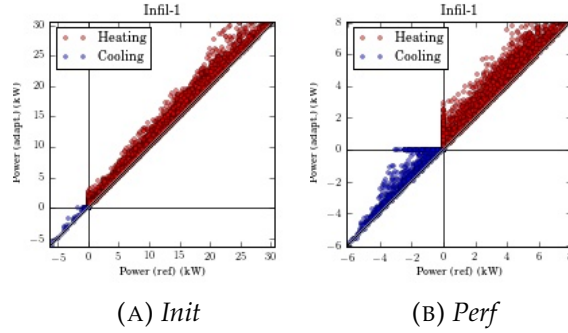 Infil-1
Heating
Cooling
Power (adapt.) (kW)
30
25
20
15
10
5
0
−5
−5 0 5 10 15 20 25 30
Power (ref) (kW)
(A) Init
Infil-1
Heating
Cooling
Power (adapt.) (kW)
8
6
4
2
0
−2
−4
−6
−6 −4 −2 0 2 4 6 8
Power (ref) (kW)
(B) Perf